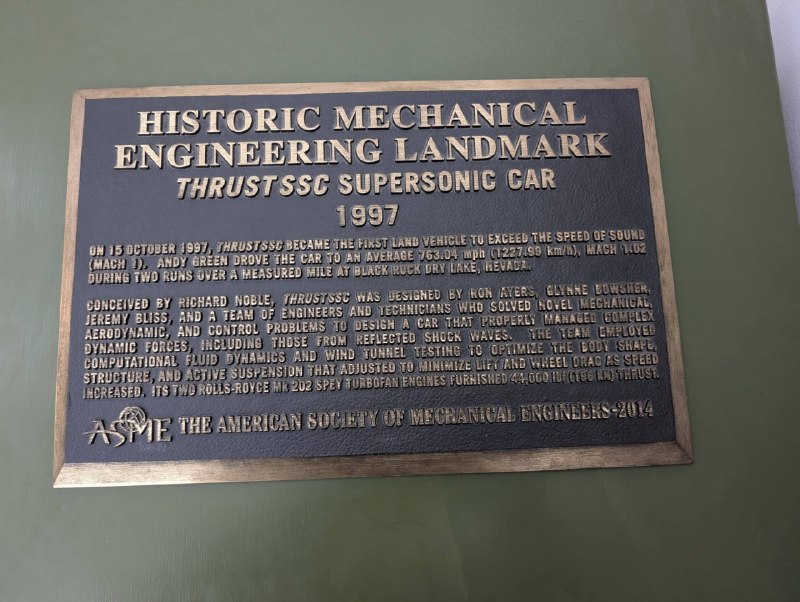 HISTORIC MECHANICAL
ENGINEERING LANDMARK
THRUSTSSC SUPERSONIC CAR
1997
ON 15 OCTOBER 1997, THRUSTSSC BECAME THE FIRST LAND VEHICLE TO EXCEED THE SPEED OF SOUND
(MACH 1). ANDY GREEN DROVE THE CAR TO AN AVERAGE 763.04 mph (1227.99 km/h), MACH 1.02
DURING TWO RUNS OVER A MEASURED MILE AT BLACK ROCK DRY LAKE, NEVADA.
CONCEIVED BY RICHARD NOBLE, THRUSTSSC WAS DESIGNED BY RON AYERS, GLYNNE BOWSHER,
JEREMY BLISS, AND A TEAM OF ENGINEERS AND TECHNICIANS WHO SOLVED NOVEL MECHANICAL,
AERODYNAMIC, AND CONTROL PROBLEMS TO DESIGN A CAR THAT PROPERLY MANAGED COMPLEX
DYNAMIC FORCES, INCLUDING THOSE FROM REFLECTED SHOCK WAVES. THE TEAM EMPLOYED
COMPUTATIONAL FLUID DYNAMICS AND WIND TUNNEL TESTING TO OPTIMIZE THE BODY SHAPE,
STRUCTURE, AND ACTIVE SUSPENSION THAT ADJUSTED TO MINIMIZE LIFT AND WHEEL DRAG AS SPEED
INCREASED. ITS TWO ROLLS-ROYCE Mk 202 SPEY TURBOFAN ENGINES FURNISHED 44,000 lbf (196 kN) THRUST.
ASME THE AMERICAN SOCIETY OF MECHANICAL ENGINEERS-2014